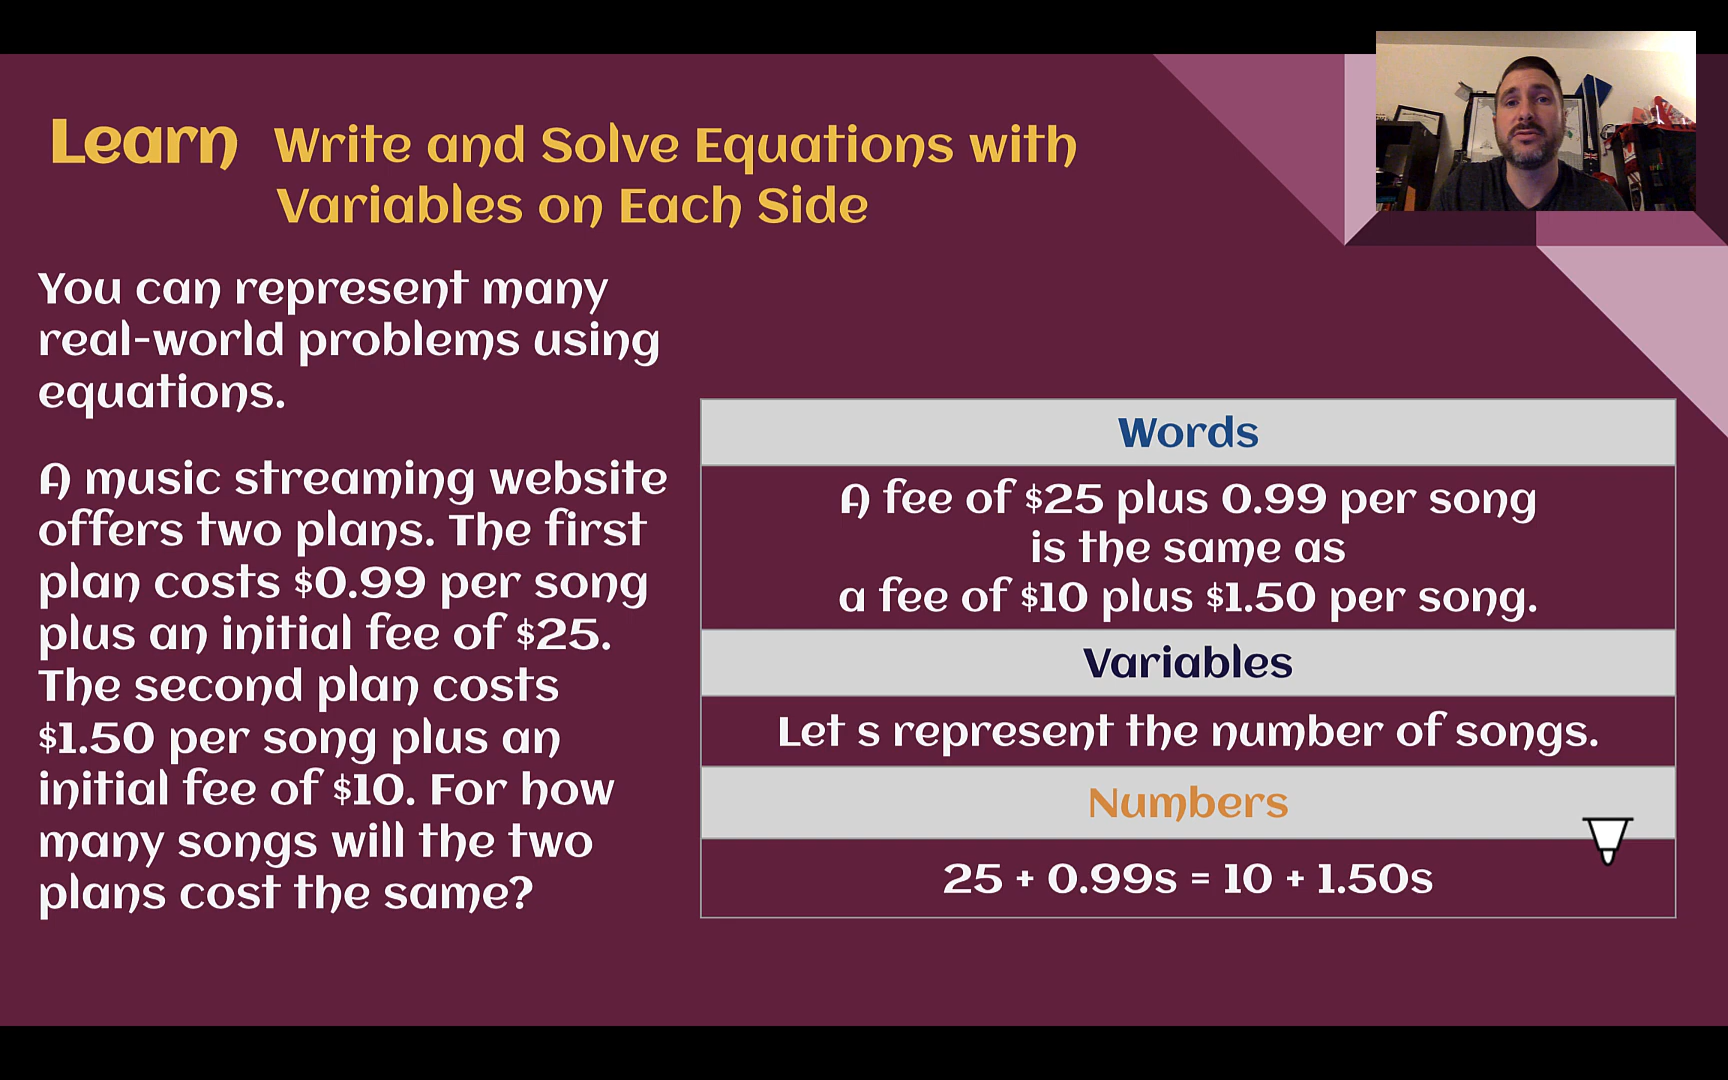 Learn Write and Solve Equations with
Variables on Each Side
You can represent many
real-world problems using
equations.
A music streaming website
offers two plans. The first
plan costs $0.99 per song
plus an initial fee of $25.
The second plan costs
$1.50 per song plus an
initial fee of $10. For how
many songs will the two
plans cost the same?
Words
A fee of $25 plus 0.99 per song
is the same as
a fee of $10 plus $1.50 per song.
Variables
Let s represent the number of songs.
Numbers
25 + 0.99s = 10 + 1.50s